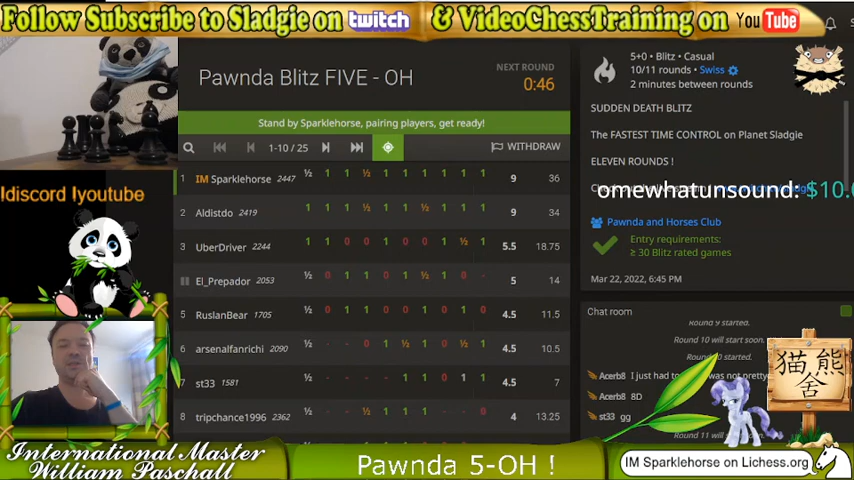 Follow Subscribe to Sladgie on twitch & VideoChessTraining on YouTube
Pawnda Blitz FIVE - OH
NEXT ROUND
0:46
Stand by Sparklehorse, pairing players, get ready!
1-10 / 25
WITHDRAW
1 IM Sparklehorse 2447 ½ 1 1 ½ 1 1 1 1 1 1 9 36
2 Aldistdo 2419 1 1 1 ½ 1 1 ½ 1 1 1 9 34
3 UberDriver 2244 1 1 0 0 1 0 0 1 ½ 1 5.5 18.75
El_Prepador 2053 ½ 0 1 1 0 1 ½ 1 0 - 5 14
5 RuslanBear 1705 ½ 0 1 1 0 0 1 0 1 0 4.5 11.5
6 arsenalfanrichi 2090 ½ - - 0 1 ½ 1 0 ½ 1 4.5 10.5
7 st33 1581 ½ - - - - 1 1 0 1 1 4.5 7
8 tripchance1996 2362 ½ - - ½ 1 1 1 - - 0 4 13.25
5+0 • Blitz • Casual
10/11 rounds • Swiss
2 minutes between rounds
SUDDEN DEATH BLITZ
The FASTEST TIME CONTROL on Planet Sladgie
ELEVEN ROUNDS !
omewhatunsound: $10.
Pawnda and Horses Club
Entry requirements:
≥ 30 Blitz rated games
Mar 22, 2022, 6:45 PM
Chat room
Round 9 started.
Round 10 will start soon.
started.
Acerb8 I just had to was not pretty
Acerb8 8D
st33 gg
Round 11 will
!discord !youtube
猫熊
舍
International Master
William Paschall
Pawnda 5-OH !
IM Sparklehorse on Lichess.org